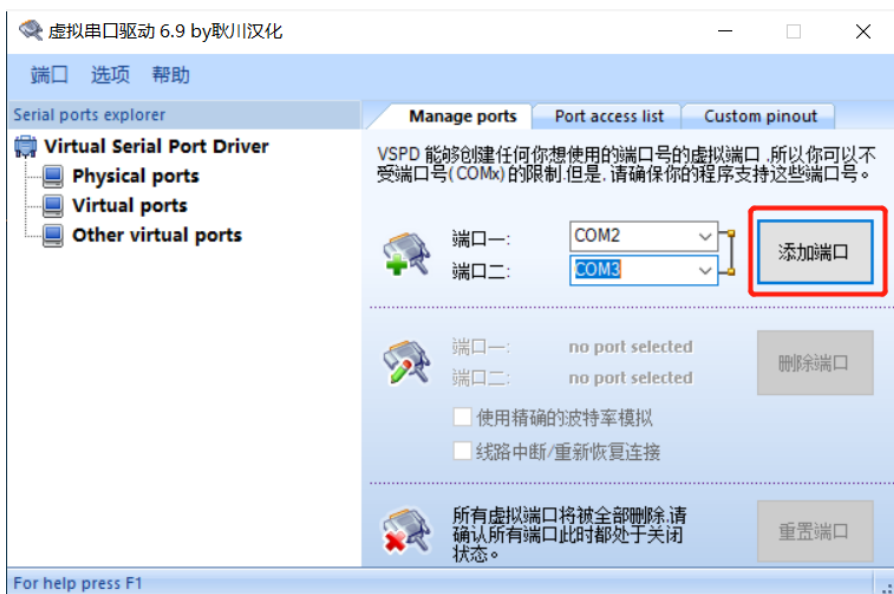 虚拟串口驱动 6.9 by耿川汉化
端口 选项 帮助
Serial ports explorer
Virtual Serial Port Driver
Physical ports
Virtual ports
Other virtual ports
Manage ports Port access list Custom pinout
VSPD 能够创建任何你想使用的端口号的虚拟端口 ,所以你可以不
受端口号(COMx)的限制.但是, 请确保你的程序支持这些端口号。
端口一: COM2
端口二: COM3
添加端口
端口一: no port selected
端口二: no port selected
删除端口
使用精确的波特率模拟
线路中断/重新恢复连接
所有虚拟端口将被全部删除.请
确认所有端口此时都处于关闭
状态。
重置端口
For help press F1